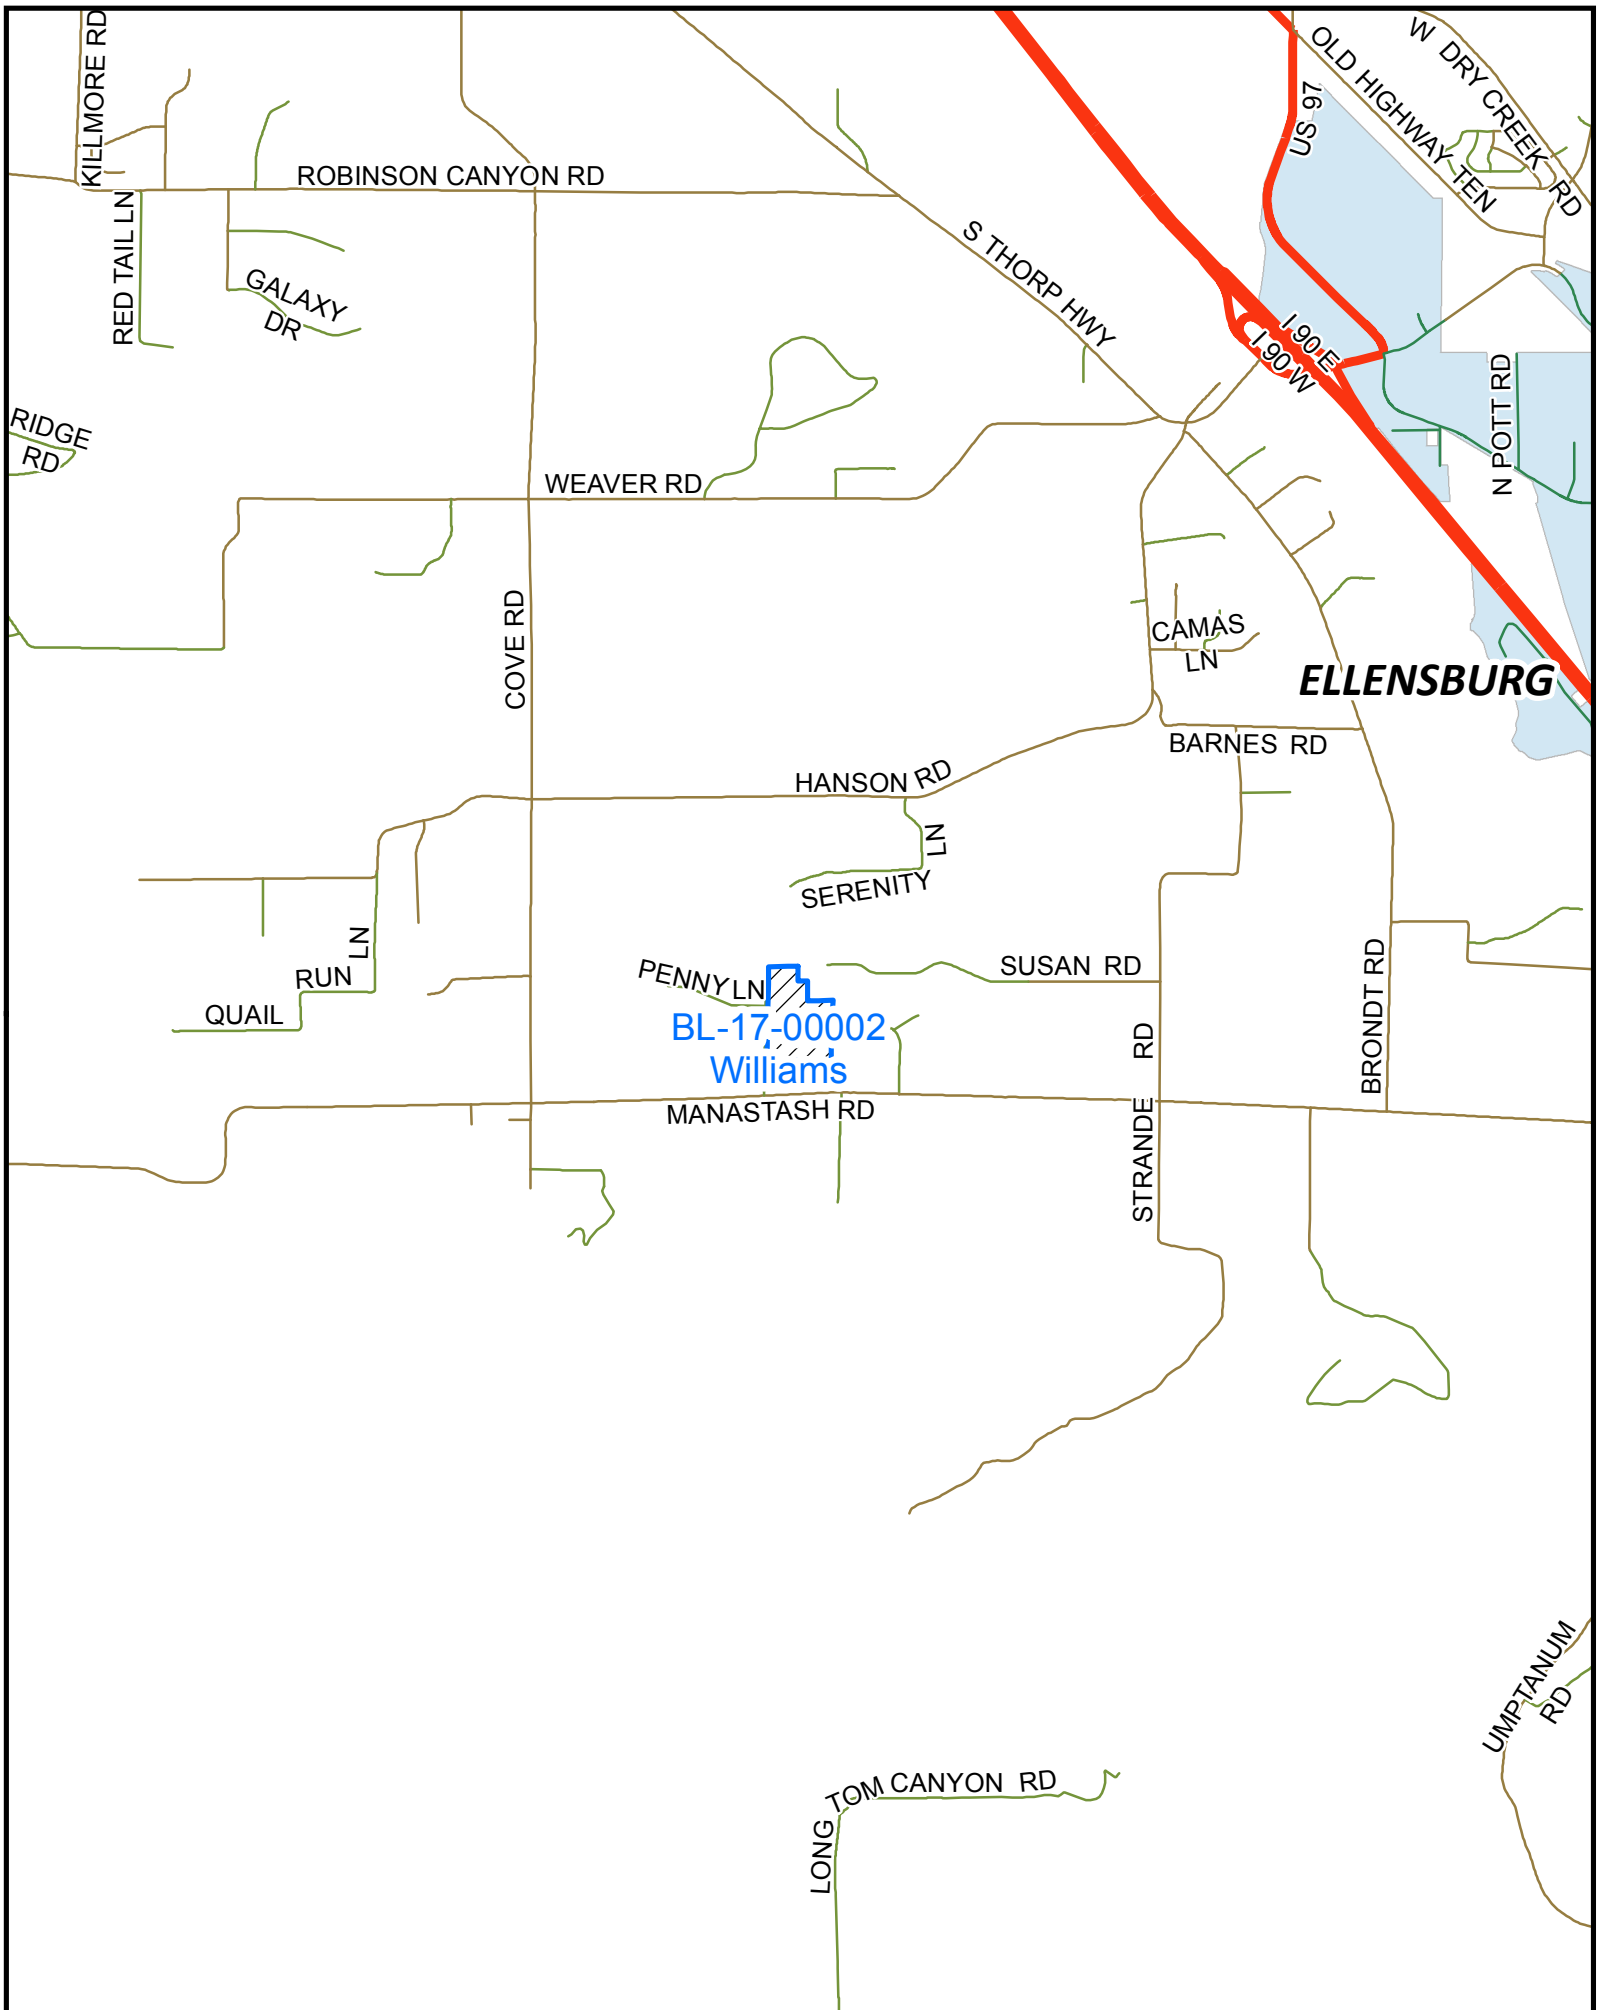 KILLMORE RD
W DRY CREEK RD
OLD HIGHWAY TEN
US 97
ROBINSON CANYON RD
RED TAIL LN
GALAXY
DR
S THORP HWY
I 90 E
I 90 W
N POTT RD
RIDGE
RD
WEAVER RD
COVE RD
CAMAS
LN
ELLENSBURG
BARNES RD
HANSON RD
SERENITY LN
QUAIL RUN LN
PENNY LN
SUSAN RD
BRONDT RD
BL-17-00002
Williams
MANASTASH RD
STRANDE RD
UMPTANUM
RD
LONG TOM CANYON RD